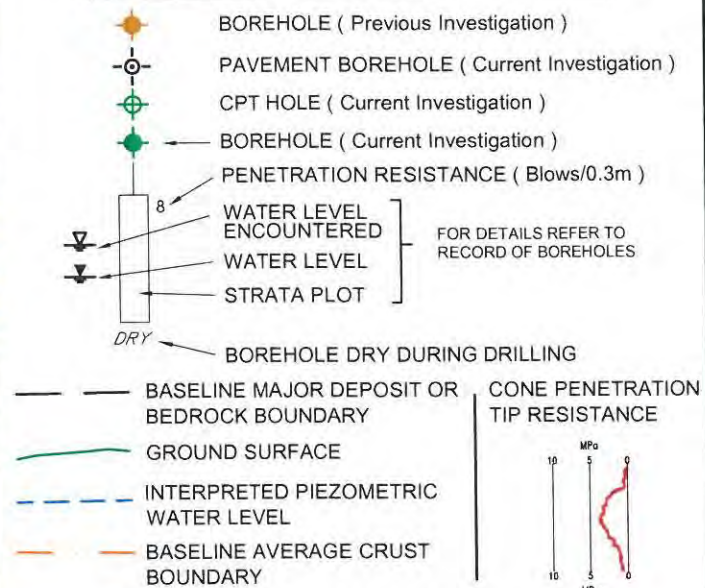 BOREHOLE ( Previous Investigation )
PAVEMENT BOREHOLE ( Current Investigation )
CPT HOLE ( Current Investigation )
BOREHOLE ( Current Investigation )
PENETRATION RESISTANCE ( Blows/0.3m )
8
WATER LEVEL
ENCOUNTERED
WATER LEVEL
STRATA PLOT
FOR DETAILS REFER TO
RECORD OF BOREHOLES
DRY
BOREHOLE DRY DURING DRILLING
BASELINE MAJOR DEPOSIT OR
BEDROCK BOUNDARY
GROUND SURFACE
INTERPRETED PIEZOMETRIC
WATER LEVEL
BASELINE AVERAGE CRUST
BOUNDARY
CONE PENETRATION
TIP RESISTANCE
MPa
10 5 0
10 5 0